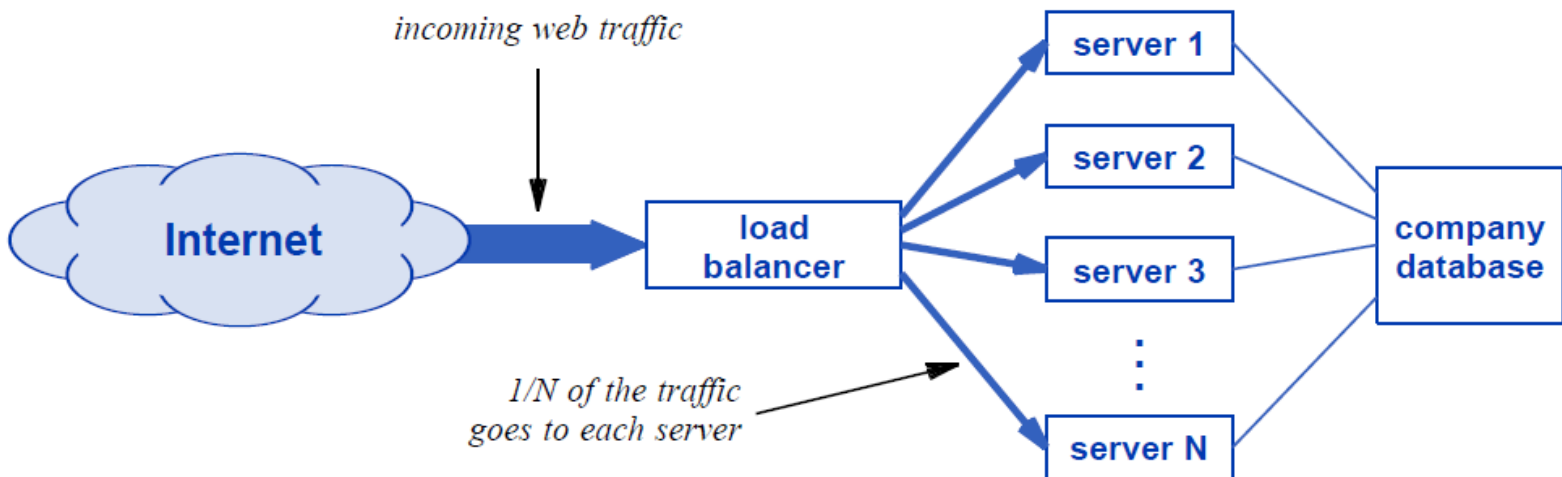 incoming web traffic
Internet
load
balancer
server 1
server 2
server 3
server N
company
database
1/N of the traffic
goes to each server